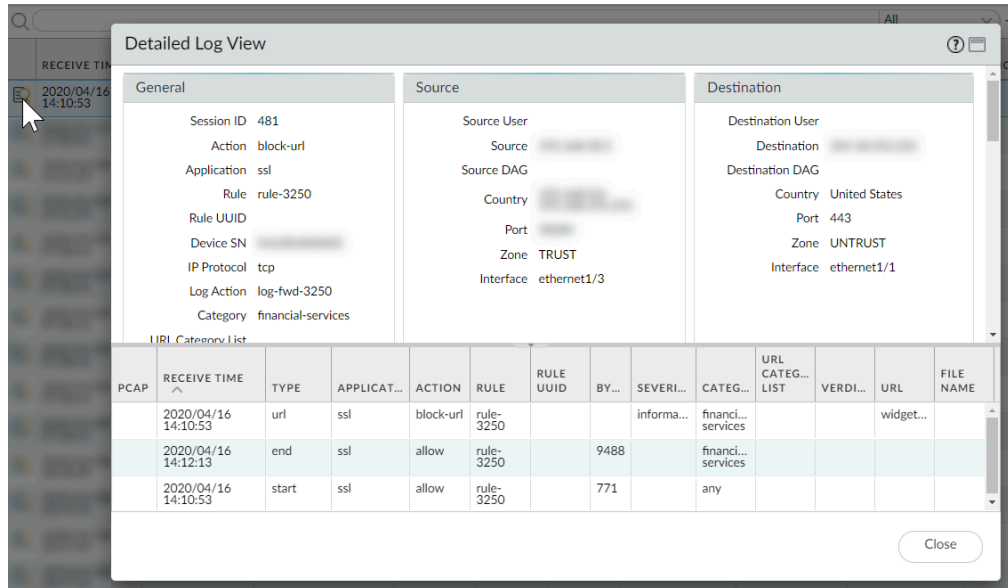 All
Detailed Log View
RECEIVE TIM
2020/04/16
14:10:53
General
Session ID 481
Action block-url
Application ssl
Rule rule-3250
Rule UUID
Device SN
IP Protocol tcp
Log Action log-fwd-3250
Category financial-services
URL Category List
Source
Source User
Source
Source DAG
Country
Port
Zone TRUST
Interface ethernet1/3
Destination
Destination User
Destination
Destination DAG
Country United States
Port 443
Zone UNTRUST
Interface ethernet1/1
PCAP RECEIVE TIME TYPE APPLICAT... ACTION RULE RULE UUID BY... SEVERI... CATEG... URL CATEG... LIST VERDI... URL FILE NAME
2020/04/16 14:10:53 url ssl block-url rule-3250 informa... financi... services widget...
2020/04/16 14:12:13 end ssl allow rule-3250 9488 financi... services
2020/04/16 14:10:53 start ssl allow rule-3250 771 any
Close